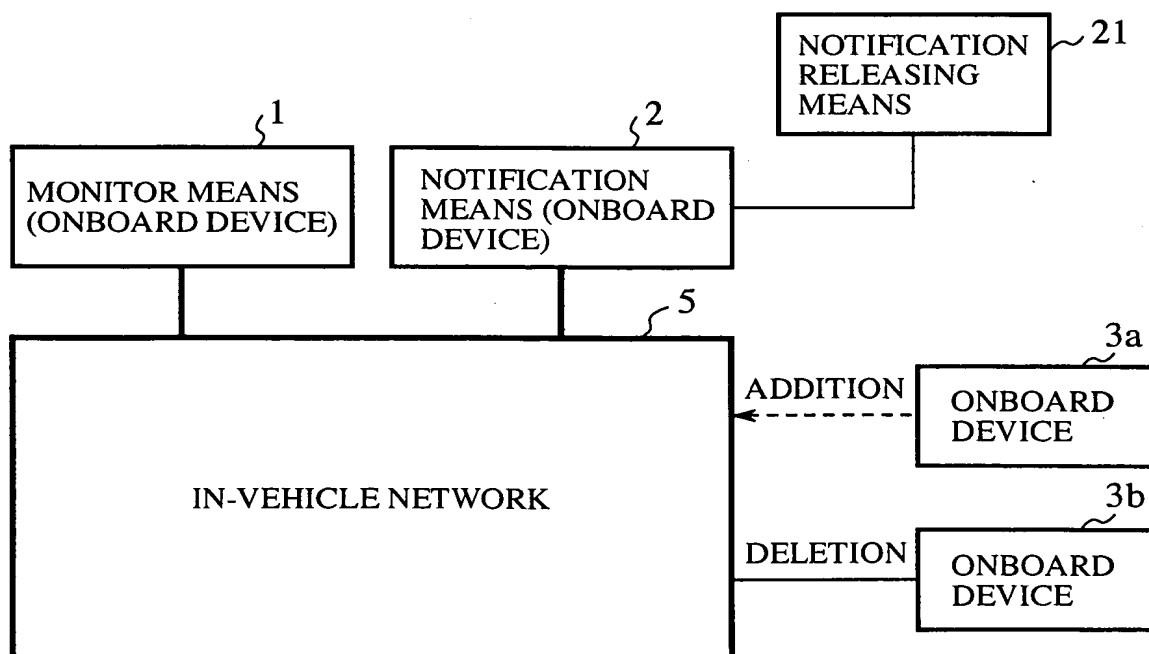 NOTIFICATION
RELEASING
MEANS
21
1
2
MONITOR MEANS
(ONBOARD DEVICE)
NOTIFICATION
MEANS (ONBOARD
DEVICE)
5
3a
ADDITION
ONBOARD
DEVICE
IN-VEHICLE NETWORK
3b
DELETION
ONBOARD
DEVICE